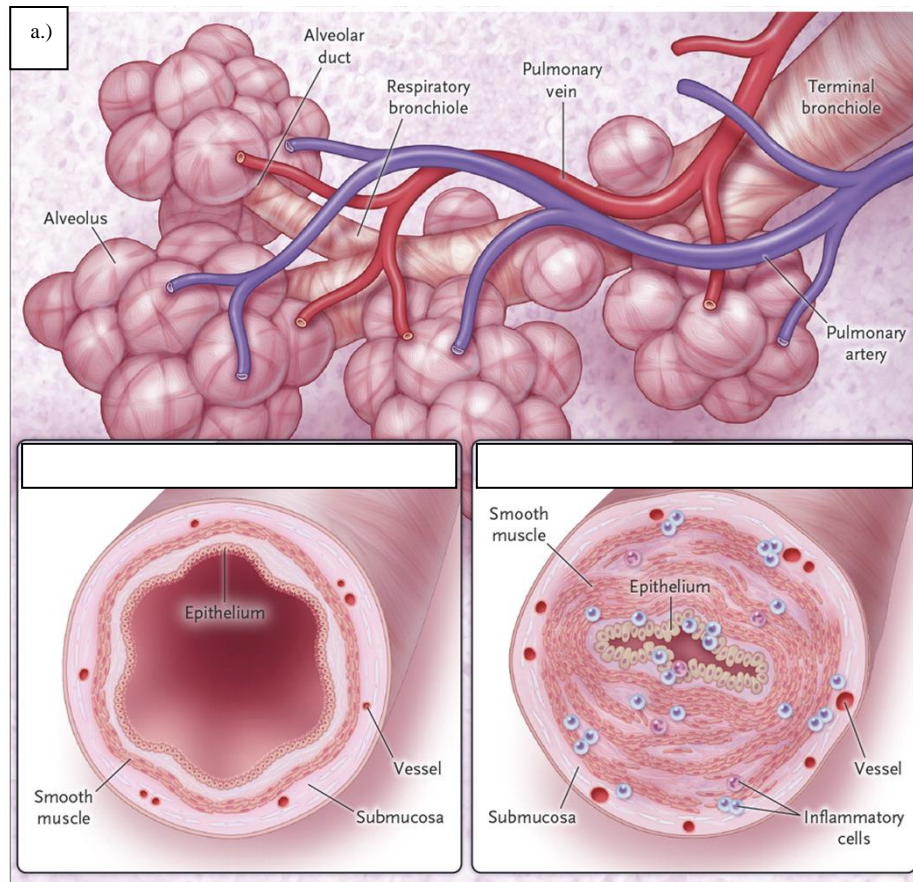 a.)
Alveolar
duct
Respiratory
bronchiole
Pulmonary
vein
Terminal
bronchiole
Alveolus
Pulmonary
artery
Epithelium
Vessel
Smooth
muscle
Submucosa
Smooth
muscle
Epithelium
Vessel
Submucosa
Inflammatory
cells